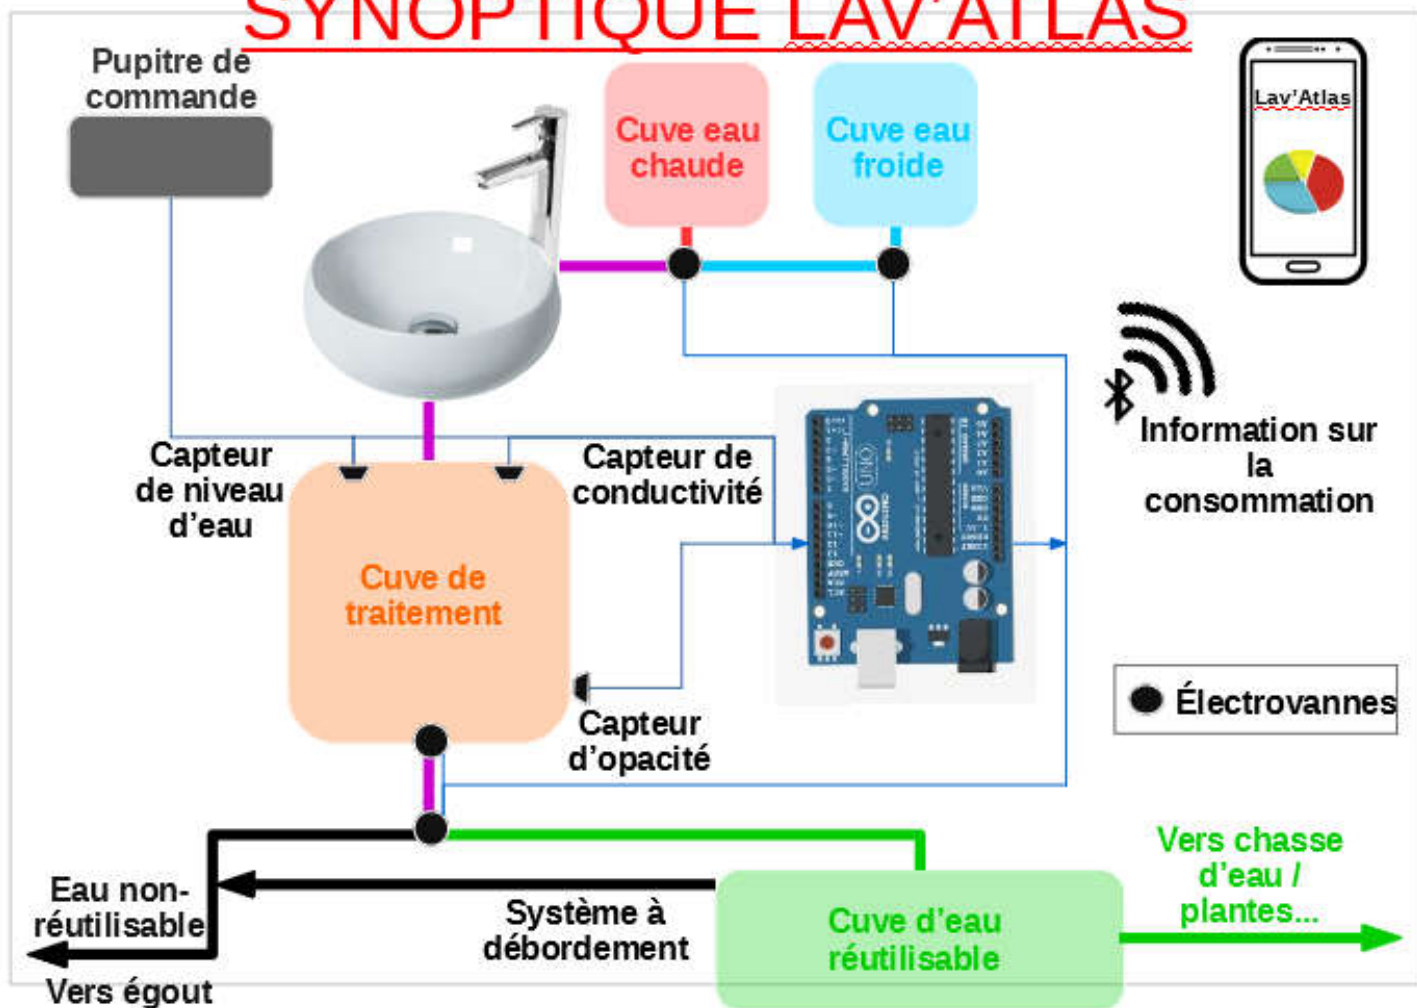 SYNOPTIQUE LAV'ATLAS
Pupitre de
commande
Cuve eau
chaude
Cuve eau
froide
Lav'Atlas
Information sur
la
consommation
Capteur
de niveau
d'eau
Capteur de
conductivité
UNO
ARDUINO
Cuve de
traitement
Capteur
d'opacité
Électrovannes
Eau non-
réutilisable
Vers égout
Système à
débordement
Cuve d'eau
réutilisable
Vers chasse
d'eau /
plantes...